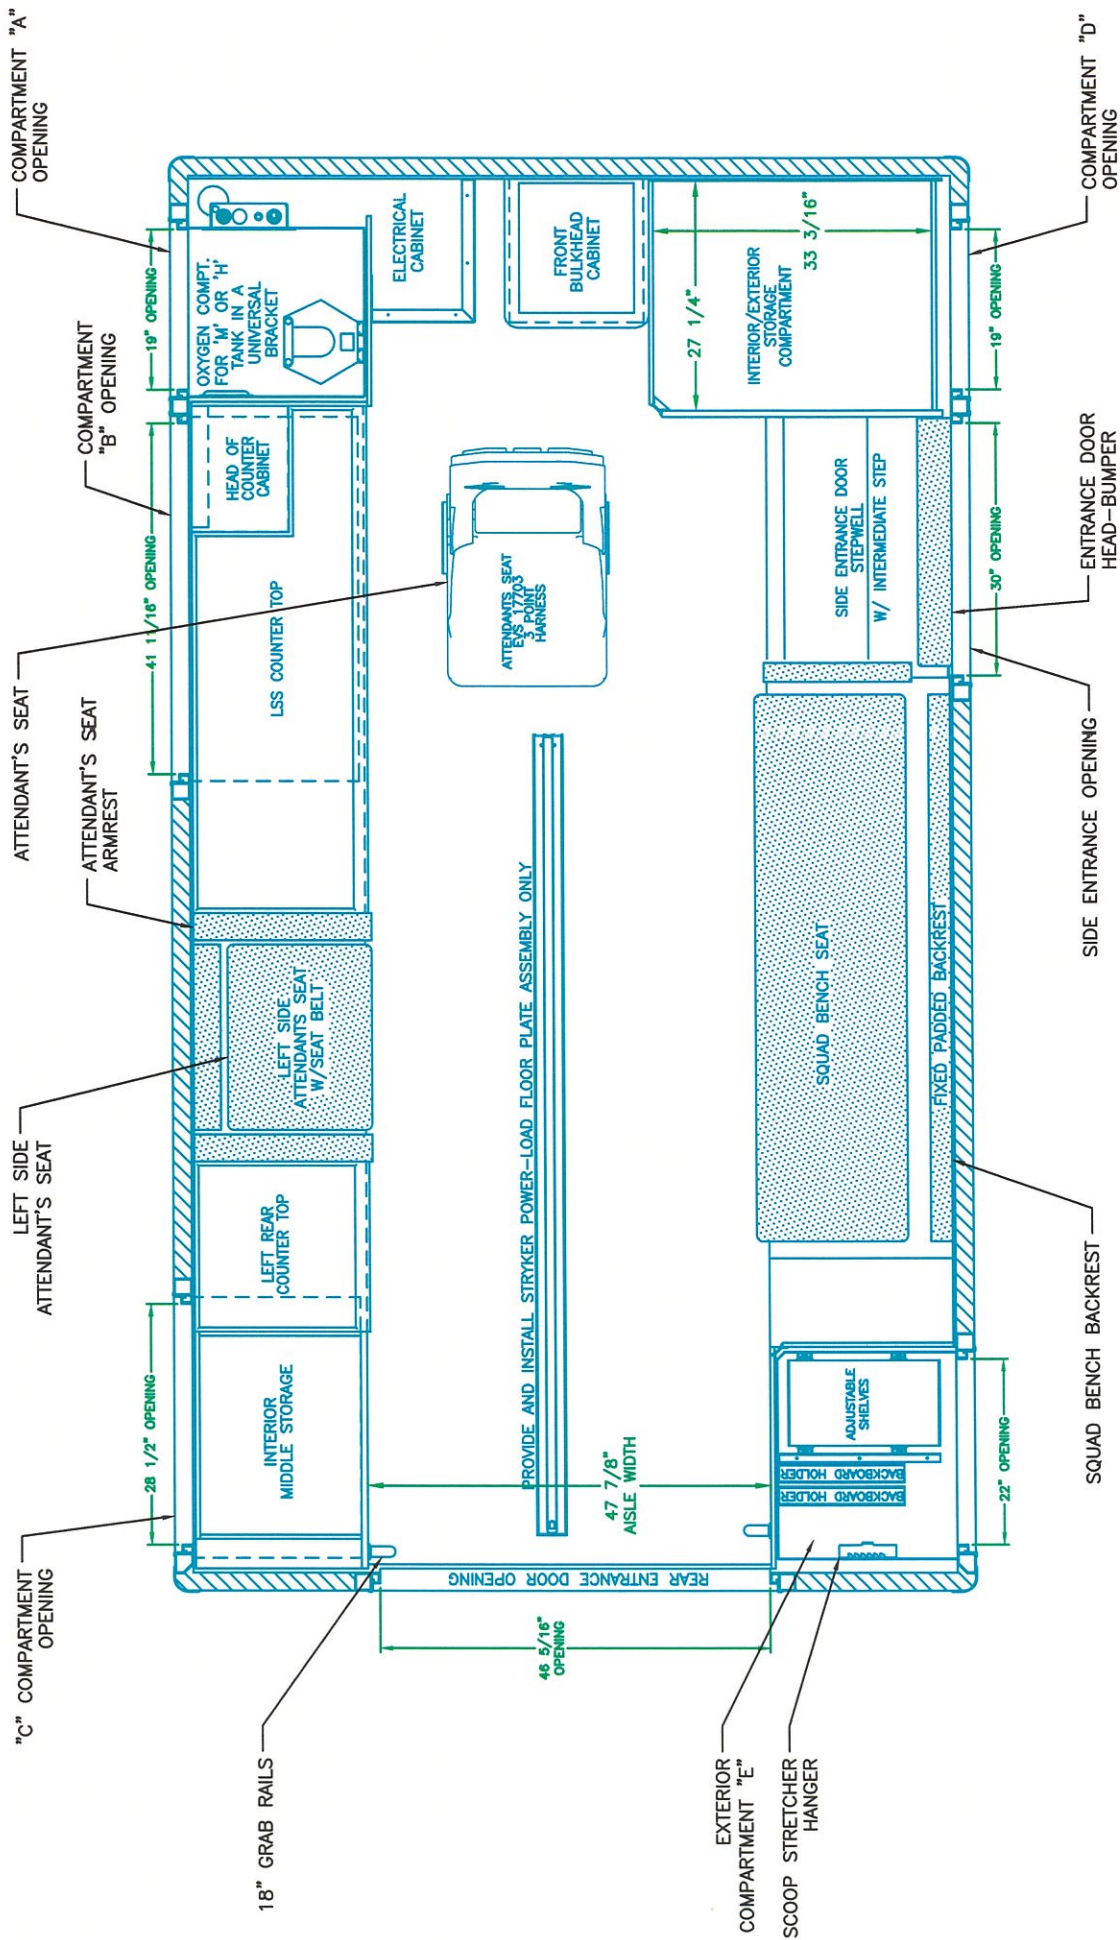 "C" COMPARTMENT
OPENING
LEFT SIDE
ATTENDANT'S SEAT
ATTENDANT'S SEAT
ATTENDANT'S SEAT
ARMREST
COMPARTMENT
"B" OPENING
COMPARTMENT "A"
OPENING
28 1/2" OPENING
41 11/16" OPENING
19" OPENING
INTERIOR
MIDDLE STORAGE
LEFT REAR
COUNTER TOP
LEFT SIDE
ATTENDANTS SEAT
W/SEAT BELT
LSS COUNTER TOP
HEAD OF
COUNTER
CABINET
OXYGEN COMPT.
FOR 'M' OR 'H'
TANK IN A
UNIVERSAL
BRACKET
ELECTRICAL
CABINET
FRONT
BULKHEAD
CABINET
ATTENDANTS SEAT
EVS 17703
3 POINT
HARNESS
18" GRAB RAILS
46 5/16"
OPENING
REAR ENTRANCE DOOR OPENING
47 7/8"
AISLE WIDTH
PROVIDE AND INSTALL STRYKER POWER-LOAD FLOOR PLATE ASSEMBLY ONLY
27 1/4"
33 3/16"
INTERIOR/EXTERIOR
STORAGE
COMPARTMENT
SIDE ENTRANCE DOOR
STEPWELL
W/ INTERMEDIATE STEP
SQUAD BENCH SEAT
FIXED PADDED BACKREST
ADJUSTABLE
SHELVES
BACKBOARD HOLDER
BACKBOARD HOLDER
22" OPENING
30" OPENING
19" OPENING
EXTERIOR
COMPARTMENT "E"
SCOOP STRETCHER
HANGER
SQUAD BENCH BACKREST
SIDE ENTRANCE OPENING
ENTRANCE DOOR
HEAD-BUMPER
COMPARTMENT "D"
OPENING